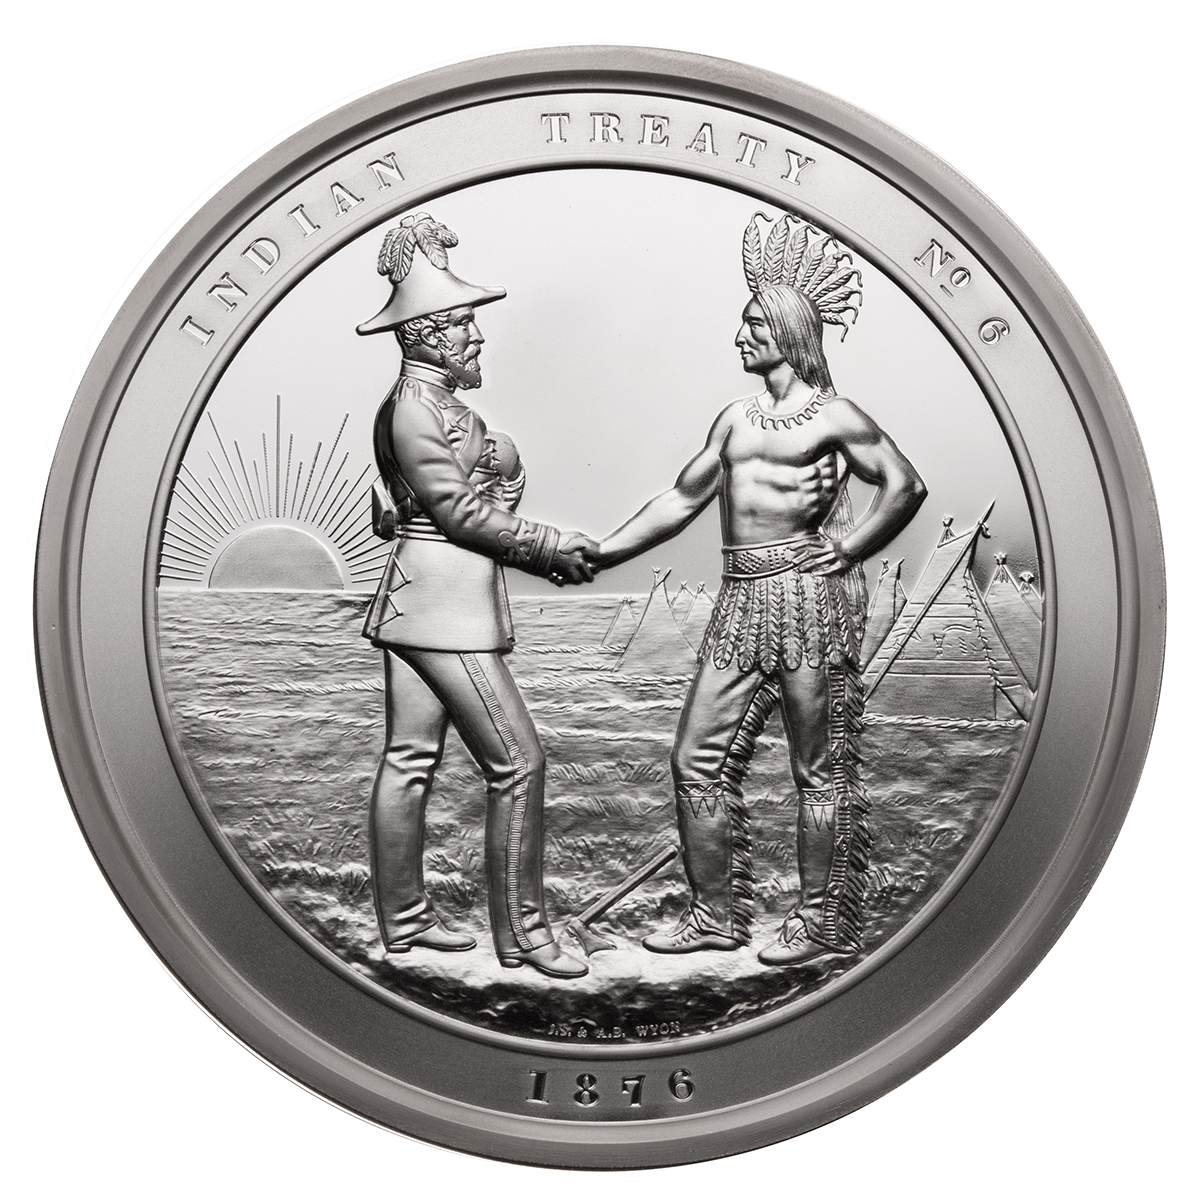 INDIAN TREATY Nº 6
J.S. & A.B. WYON
1876